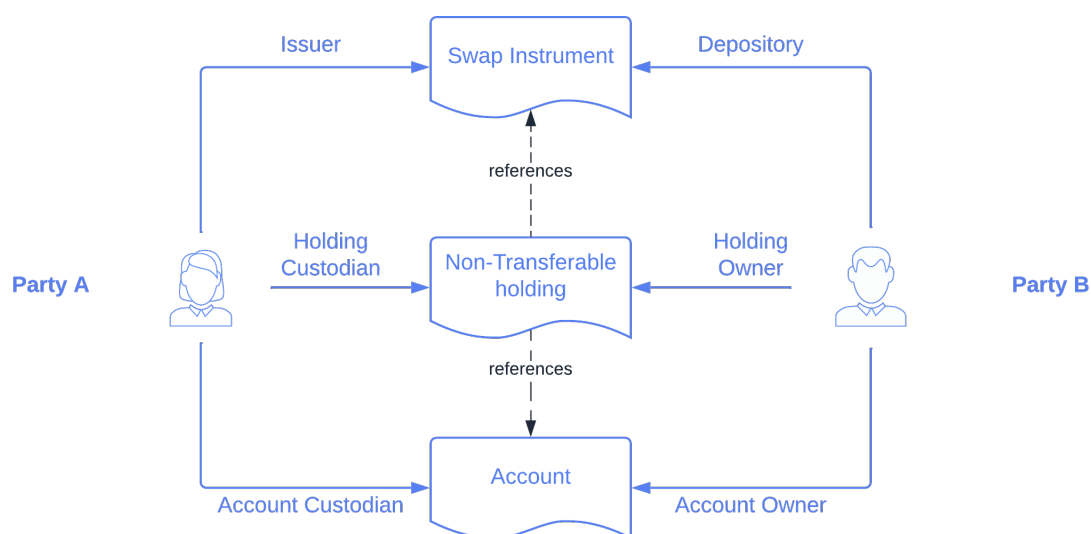 Issuer
Depository
Swap Instrument
references
Holding
Custodian
Holding
Owner
Non-Transferable
holding
Party A
Party B
references
Account
Account Custodian
Account Owner